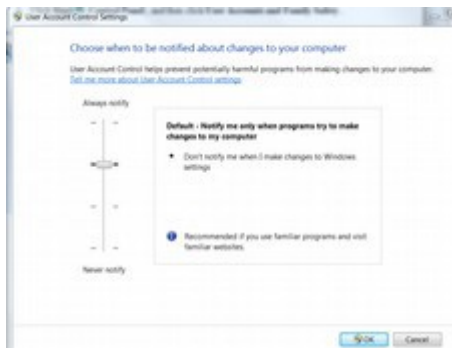 User Account Control Settings
Choose when to be notified about changes to your computer
User Account Control helps prevent potentially harmful programs from making changes to your computer.
Tell me more about User Account Control settings
Always notify
Default - Notify me only when programs try to make
changes to my computer
• Don't notify me when I make changes to Windows
settings
Recommended if you use familiar programs and visit
familiar websites.
Never notify
OK
Cancel